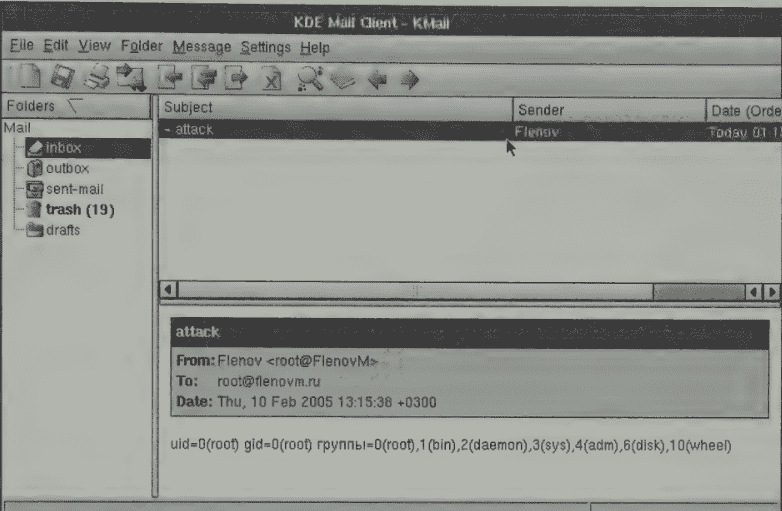 KDE Mail Client - KMail
File Edit View Folder Message Settings Help
Folders Subject Sender Date (Orde
Mail
- attack Flenov Today 01:1
inbox
outbox
sent-mail
trash (19)
drafts
attack
From: Flenov <root@FlenovM>
To: root@flenovm.ru
Date: Thu, 10 Feb 2005 13:15:38 +0300
uid=0(root) gid=0(root) группы=0(root),1(bin),2(daemon),3(sys),4(adm),6(disk),10(wheel)